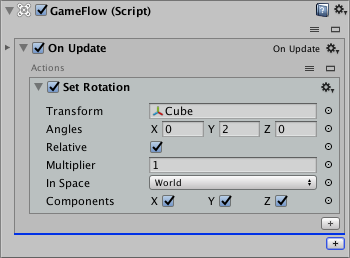 GameFlow (Script)
On Update On Update
Actions
Set Rotation
Transform Cube
Angles X 0 Y 2 Z 0
Relative
Multiplier 1
In Space World
Components X Y Z